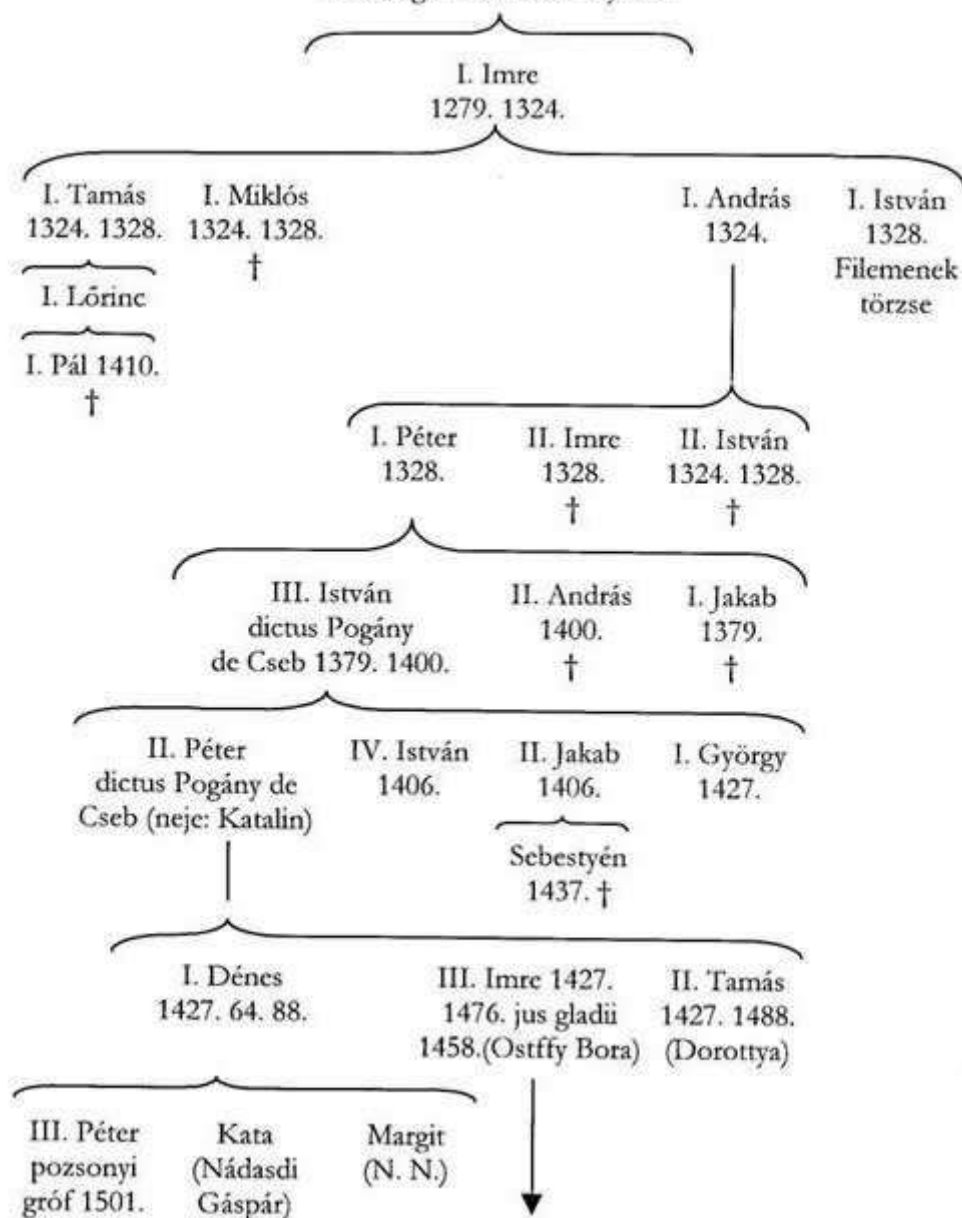 I. Imre
1279. 1324.
I. Tamás
1324. 1328.
I. Miklós
1324. 1328.
†
I. András
1324.
I. István
1328.
Filemenek
törzse
I. Lőrinc
I. Pál 1410.
†
I. Péter
1328.
II. Imre
1328.
†
II. István
1324. 1328.
†
III. István
dictus Pogány
de Cseb 1379. 1400.
II. András
1400.
†
I. Jakab
1379.
†
II. Péter
dictus Pogány de
Cseb (neje: Katalin)
IV. István
1406.
II. Jakab
1406.
I. György
1427.
Sebestyén
1437. †
I. Dénes
1427. 64. 88.
III. Imre 1427.
1476. jus gladii
1458.(Ostffy Bora)
II. Tamás
1427. 1488.
(Dorottya)
III. Péter
pozsonyi
gróf 1501.
Kata
(Nádasdi
Gáspár)
Margit
(N. N.)